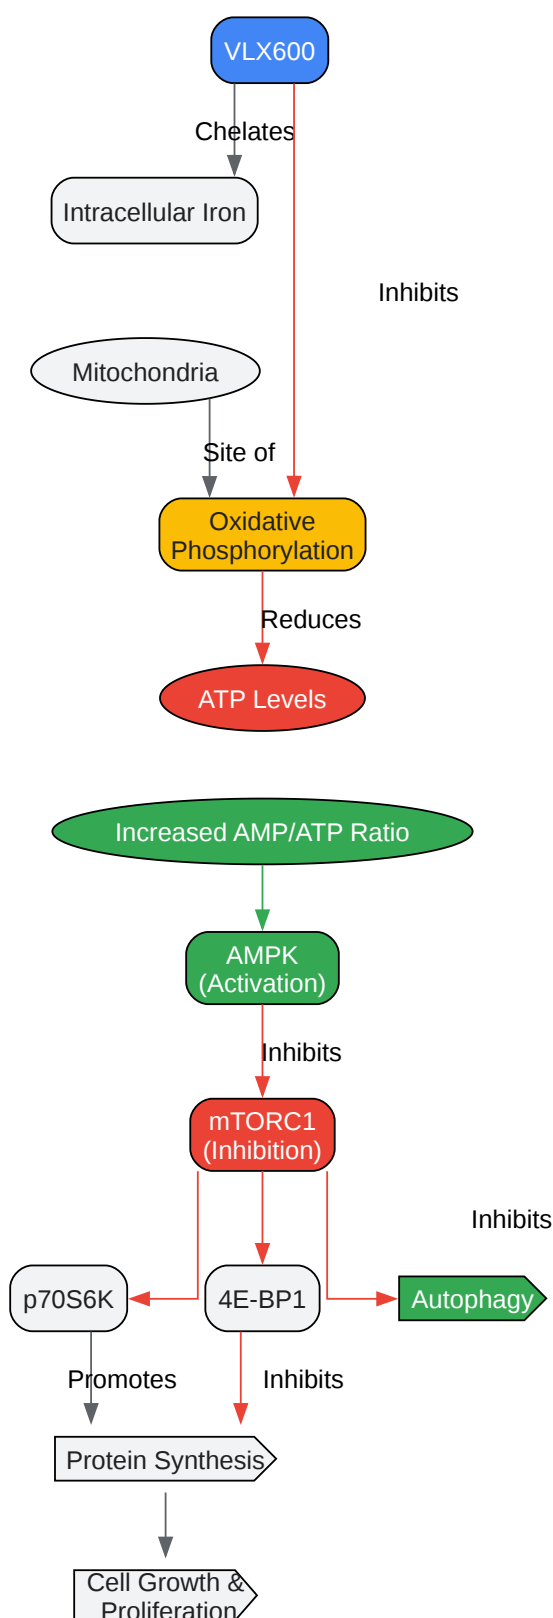 VLX600
Chelates
Intracellular Iron
Inhibits
Mitochondria
Site of
Oxidative
Phosphorylation
Reduces
ATP Levels
Increased AMP/ATP Ratio
AMPK
(Activation)
Inhibits
mTORC1
(Inhibition)
Inhibits
p70S6K
4E-BP1
Autophagy
Promotes
Inhibits
Protein Synthesis
Cell Growth &
Proliferation